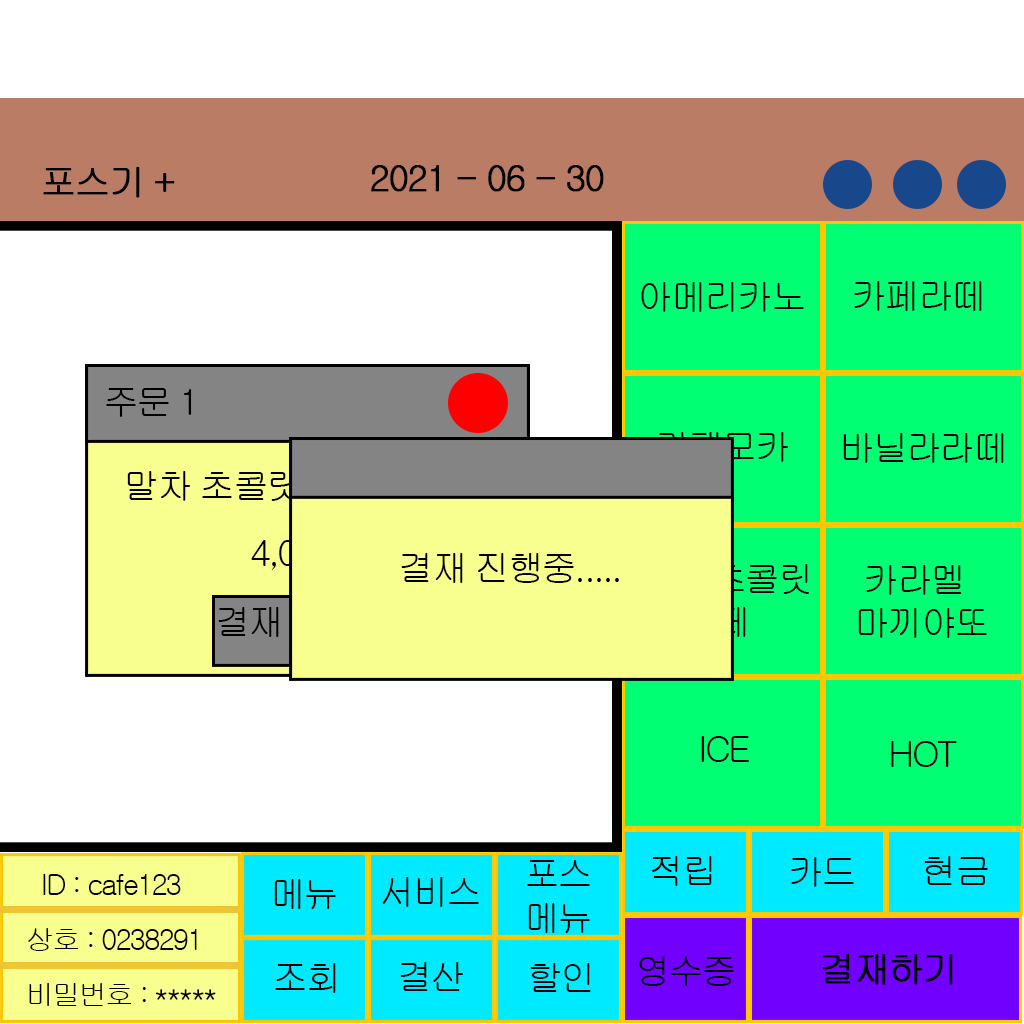 포스기 +
2021 - 06 - 30
아메리카노
카페라떼
주문 1
모카
바닐라라떼
말차 초콜릿
4,0
결재 진행중.....
초콜릿
카라멜
마끼야또
결재
ICE
HOT
적립
카드
현금
ID : cafe123
메뉴
서비스
포스
메뉴
상호 : 0238291
비밀번호 : *****
조회
결산
할인
영수증
결재하기